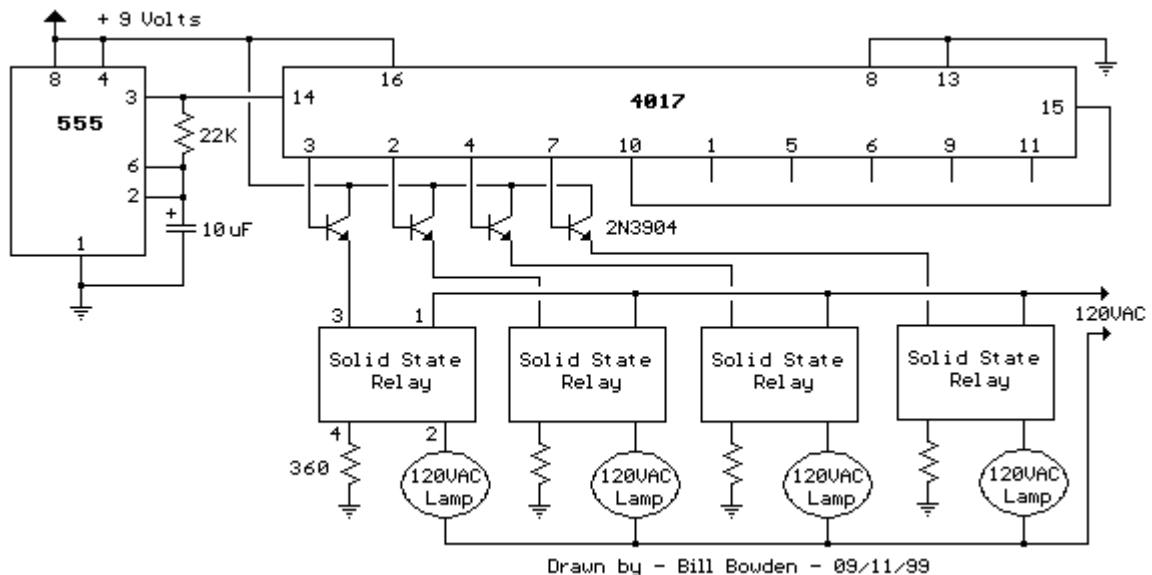 + 9 Volts
8 4 16 8 13
3 14 4017 15
555 22K
6 3 2 4 7 10 1 5 6 9 11
2
+ 10uF 2N3904
1
3 1 120VAC
Solid State Relay
Solid State Relay
Solid State Relay
Solid State Relay
4 2
360
120VAC Lamp
120VAC Lamp
120VAC Lamp
120VAC Lamp
Drawn by - Bill Bowden - 09/11/99